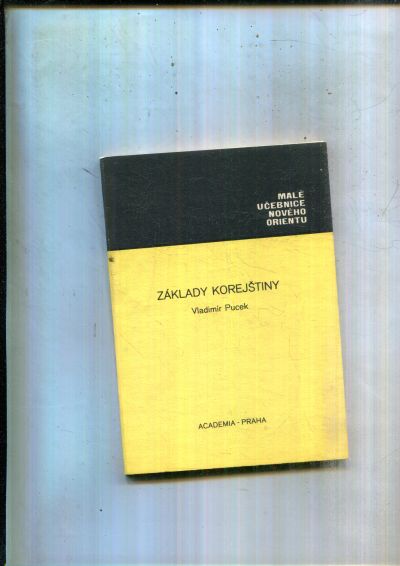 MALÉ
UČEBNICE
NOVÉHO
ORIENTU
ZÁKLADY KOREJŠTINY
Vladimír Pucek
ACADEMIA - PRAHA